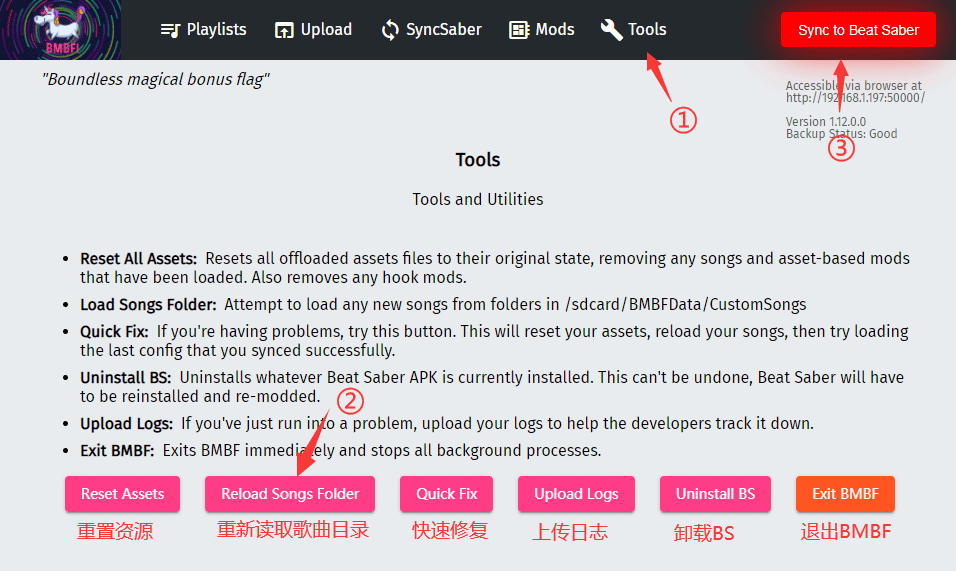 BMBF!
Playlists
Upload
SyncSaber
Mods
Tools
Sync to Beat Saber
"Boundless magical bonus flag"
Accessible via browser at
http://192.168.1.197:50000/
①
Version 1.12.0.0
Backup Status: Good
③
Tools
Tools and Utilities
Reset All Assets: Resets all offloaded assets files to their original state, removing any songs and asset-based mods
that have been loaded. Also removes any hook mods.
Load Songs Folder: Attempt to load any new songs from folders in /sdcard/BMBFData/CustomSongs
Quick Fix: If you're having problems, try this button. This will reset your assets, reload your songs, then try loading
the last config that you synced successfully.
Uninstall BS: Uninstalls whatever Beat Saber APK is currently installed. This can't be undone, Beat Saber will have
to be reinstalled and re-modded.
②
Upload Logs: If you've just run into a problem, upload your logs to help the developers track it down.
Exit BMBF: Exits BMBF immediately and stops all background processes.
Reset Assets
Reload Songs Folder
Quick Fix
Upload Logs
Uninstall BS
Exit BMBF
重置资源
重新读取歌曲目录
快速修复
上传日志
卸载BS
退出BMBF